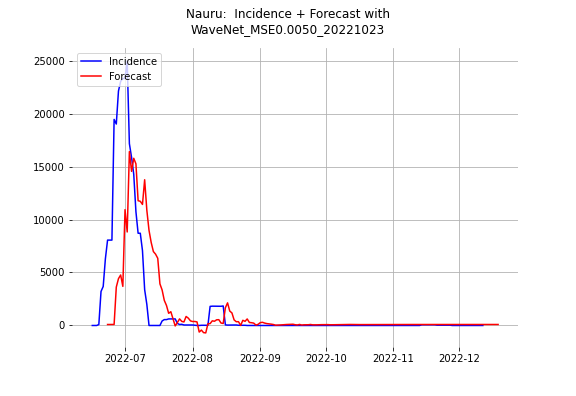 Nauru:  Incidence + Forecast with
WaveNet_MSE0.0050_20221023
Incidence
Forecast
25000
20000
15000
10000
5000
0
2022-07 2022-08 2022-09 2022-10 2022-11 2022-12